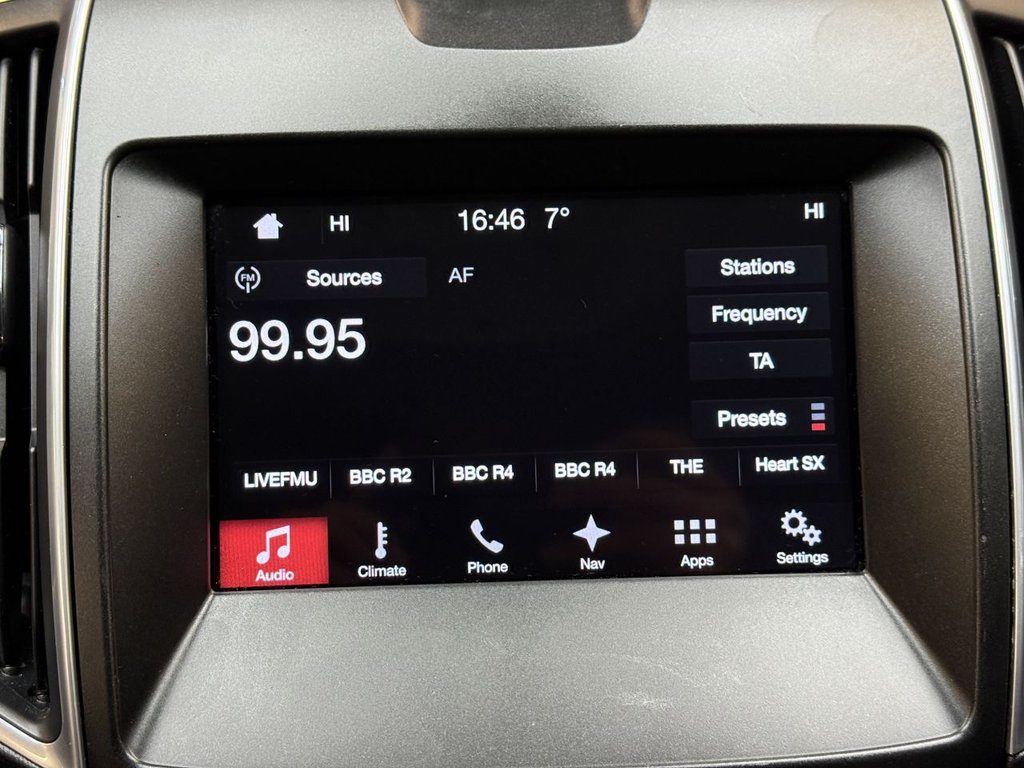 HI 16:46 7° HI
FM Sources AF Stations
99.95 Frequency
TA
Presets
LIVEFMU BBC R2 BBC R4 BBC R4 THE Heart SX
Audio Climate Phone Nav Apps Settings